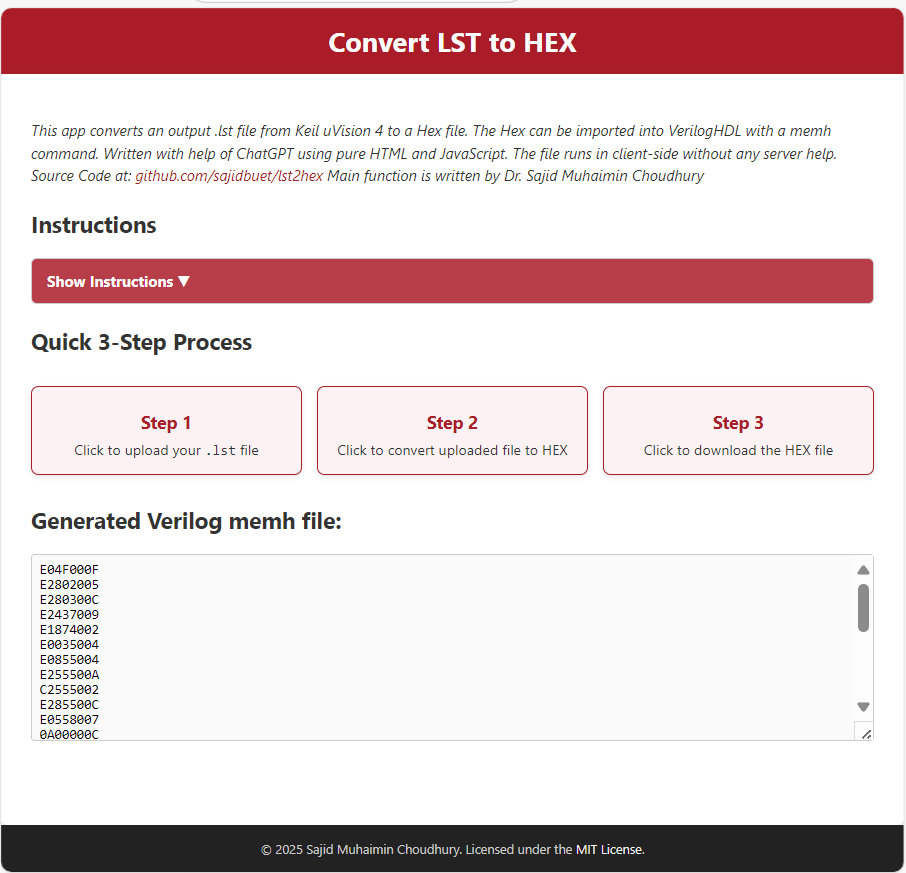 Convert LST to HEX
This app converts an output .lst file from Keil uVision 4 to a Hex file. The Hex can be imported into VerilogHDL with a memh
command. Written with help of ChatGPT using pure HTML and JavaScript. The file runs in client-side without any server help.
Source Code at: github.com/sajidbuet/lst2hex Main function is written by Dr. Sajid Muhaimin Choudhury
Instructions
Show Instructions ▼
Quick 3-Step Process
Step 1
Click to upload your .lst file
Step 2
Click to convert uploaded file to HEX
Step 3
Click to download the HEX file
Generated Verilog memh file:
E04F000F
E2802005
E280300C
E2437009
E1874002
E0035004
E0855004
E255500A
C2555002
E285500C
E0558007
0A00000C
© 2025 Sajid Muhaimin Choudhury. Licensed under the MIT License.